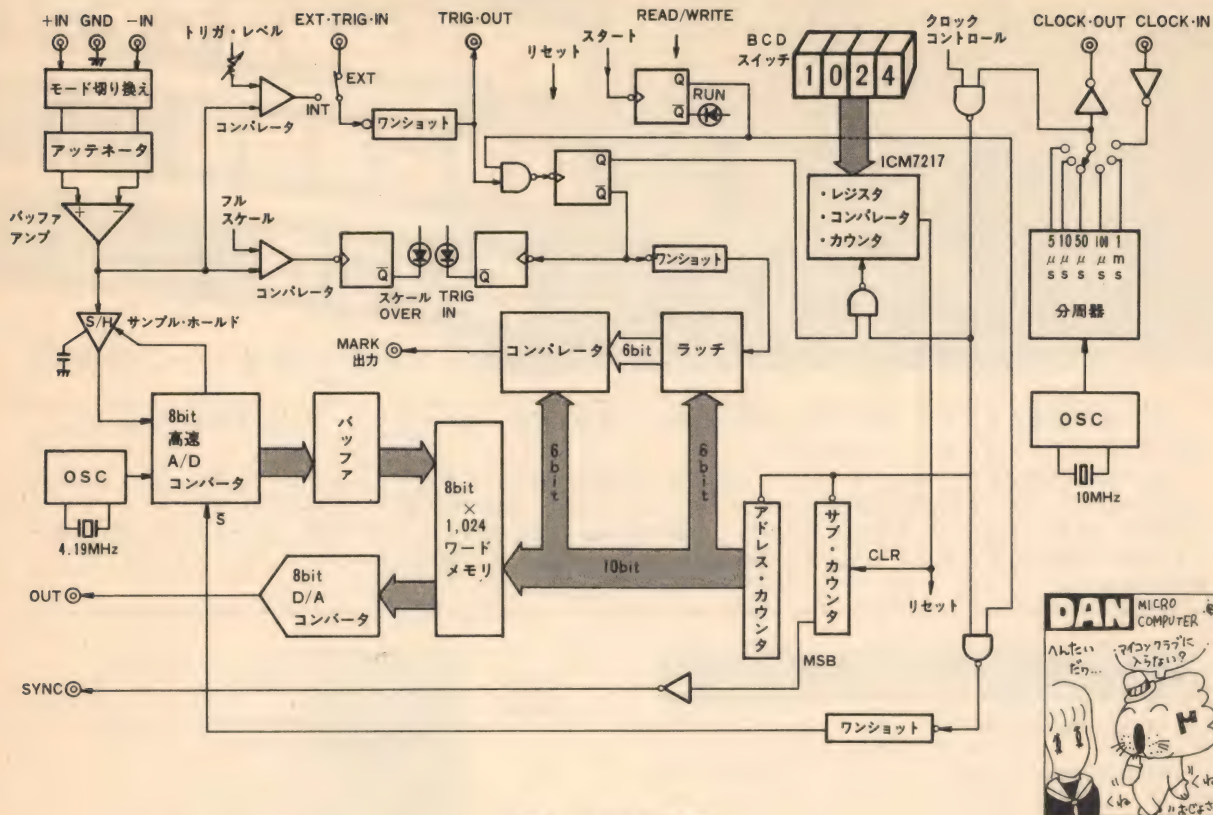 +IN GND −IN
トリガ・レベル
EXT・TRIG・IN
TRIG・OUT
READ/WRITE
スタート
リセット
BCD
スイッチ
1 0 2 4
クロック
コントロール
CLOCK・OUT CLOCK・IN
モード切り換え
アッテネータ
バッファ
アンプ
+ −
コンパレータ
EXT
INT
ワンショット
Q
Q̅
RUN
Q
Q̅
ICM7217
・レジスタ
・コンパレータ
・カウンタ
フル
スケール
コンパレータ
Q̅
スケール
OVER
TRIG
IN
Q̅
ワンショット
5 10 50 100 1
μ μ μ μ m
s s s s s
分周器
S/H
サンプル・ホールド
MARK
出力
コンパレータ
6bit
ラッチ
OSC
10MHz
8bit
高速
A/D
コンバータ
S̅
バッファ
8bit
×
1,024
ワード
メモリ
6bit
6bit
10bit
アドレス・カウンタ
サブ・カウンタ
CLR
リセット
OSC
4.19MHz
OUT
8bit
D/A
コンバータ
MSB
SYNC
ワンショット
DAN MICRO
COMPUTER
へんたい
だヮ…
マイコンクラブに
入らない?
くね
くね